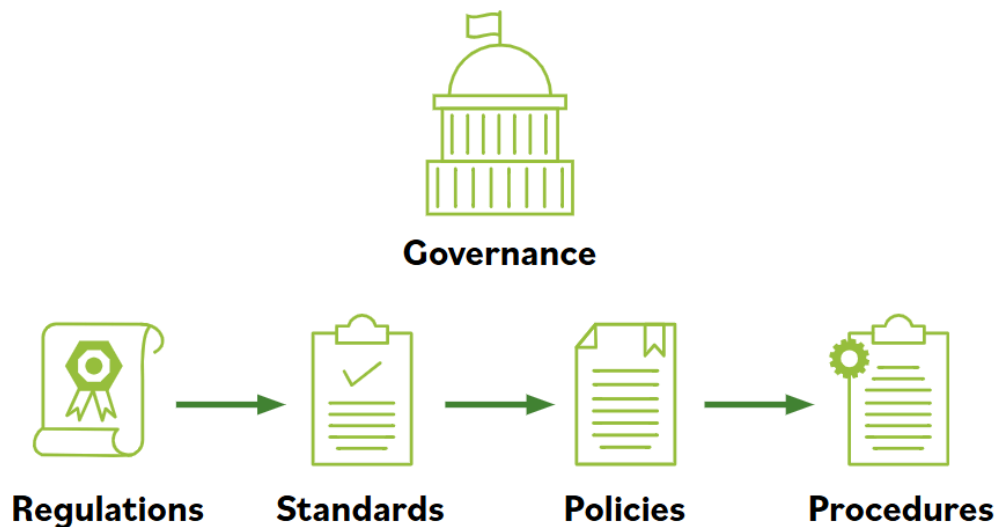 Governance
Regulations
Standards
Policies
Procedures